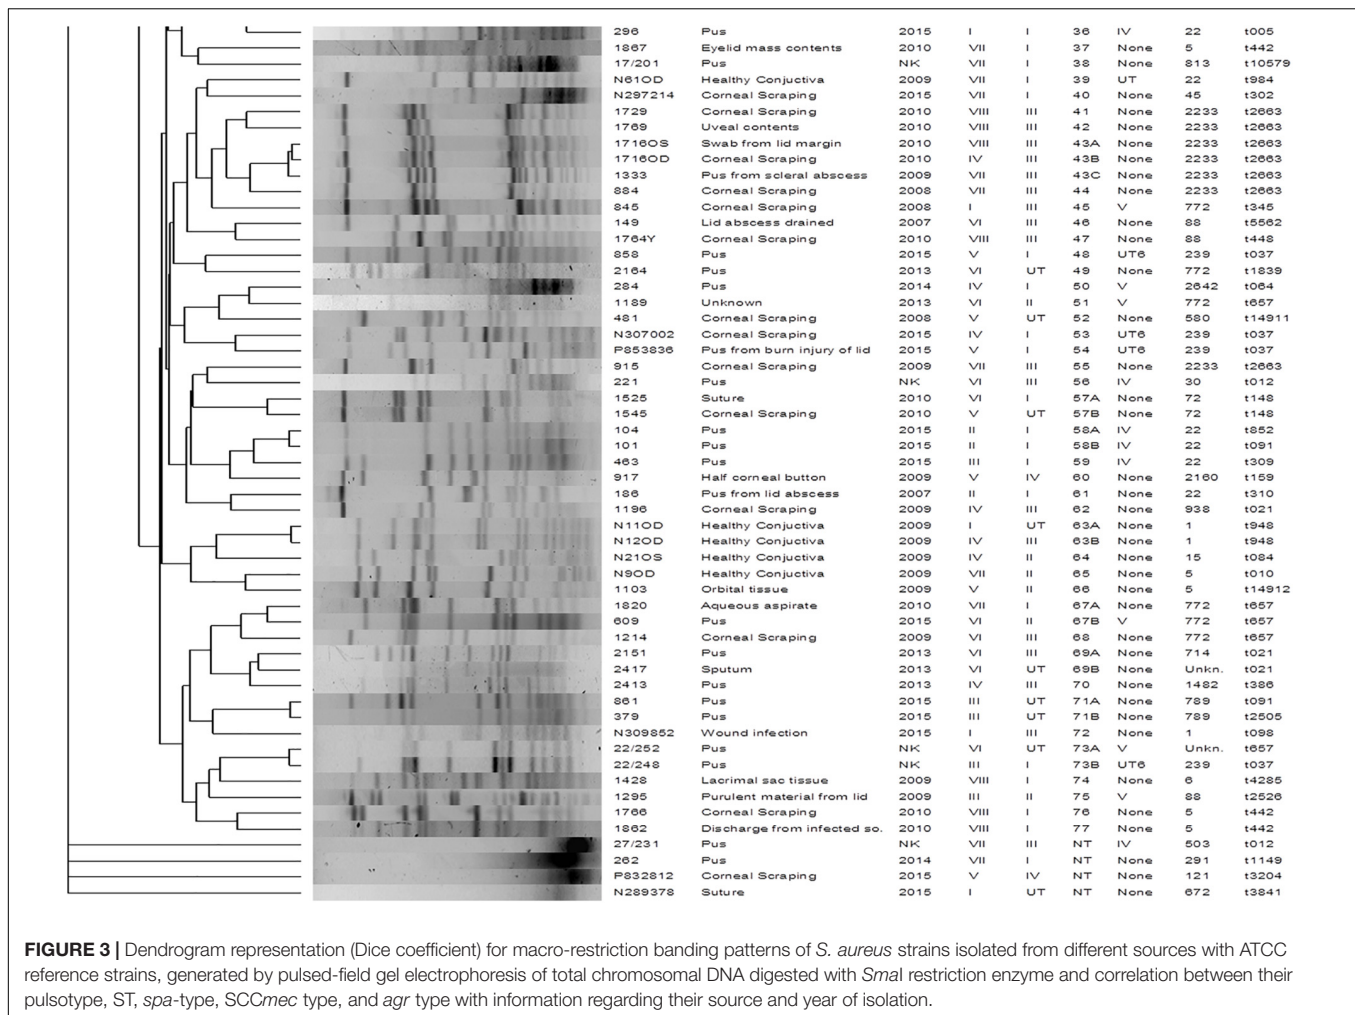 296 Pus 2015 I I 36 IV 22 t005
1867 Eyelid mass contents 2010 VII I 37 None 5 t442
17/201 Pus NK VII I 38 None 813 t10579
N61OD Healthy Conjuctiva 2009 VII I 39 UT 22 t984
N297214 Corneal Scraping 2015 VII I 40 None 45 t302
1729 Corneal Scraping 2010 VIII III 41 None 2233 t2663
1769 Uveal contents 2010 VIII III 42 None 2233 t2663
1716OS Swab from lid margin 2010 VIII III 43A None 2233 t2663
1716OD Corneal Scraping 2010 IV III 43B None 2233 t2663
1333 Pus from scleral abscess 2009 VII III 43C None 2233 t2663
884 Corneal Scraping 2008 VII III 44 None 2233 t2663
845 Corneal Scraping 2008 I III 45 V 772 t345
149 Lid abscess drained 2007 VI III 46 None 88 t5562
1764Y Corneal Scraping 2010 VIII III 47 None 88 t448
858 Pus 2015 V I 48 UT6 239 t037
2164 Pus 2013 VI UT 49 None 772 t1839
284 Pus 2014 IV I 50 V 2642 t064
1189 Unknown 2013 VI II 51 V 772 t657
481 Corneal Scraping 2008 V UT 52 None 580 t14911
N307002 Corneal Scraping 2015 IV I 53 UT6 239 t037
P853836 Pus from burn injury of lid 2015 V I 54 UT6 239 t037
915 Corneal Scraping 2009 VII III 55 None 2233 t2663
221 Pus NK VI III 56 IV 30 t012
1525 Suture 2010 VI I 57A None 72 t148
1545 Corneal Scraping 2010 V UT 57B None 72 t148
104 Pus 2015 II I 58A IV 22 t852
101 Pus 2015 II I 58B IV 22 t091
463 Pus 2015 III I 59 IV 22 t309
917 Half corneal button 2009 V IV 60 None 2160 t159
186 Pus from lid abscess 2007 II I 61 None 22 t310
1196 Corneal Scraping 2009 IV III 62 None 938 t021
N11OD Healthy Conjuctiva 2009 I UT 63A None 1 t948
N12OD Healthy Conjuctiva 2009 IV III 63B None 1 t948
N21OS Healthy Conjuctiva 2009 IV II 64 None 15 t084
N9OD Healthy Conjuctiva 2009 VII II 65 None 5 t010
1103 Orbital tissue 2009 V II 66 None 5 t14912
1820 Aqueous aspirate 2010 VII I 67A None 772 t657
609 Pus 2015 VI II 67B V 772 t657
1214 Corneal Scraping 2009 VI III 68 None 772 t657
2151 Pus 2013 VI III 69A None 714 t021
2417 Sputum 2013 VI UT 69B None Unkn. t021
2413 Pus 2013 IV III 70 None 1482 t386
861 Pus 2015 III UT 71A None 789 t091
379 Pus 2015 III UT 71B None 789 t2505
N309852 Wound infection 2015 I III 72 None 1 t098
22/252 Pus NK VI UT 73A V Unkn. t657
22/248 Pus NK III I 73B UT6 239 t037
1428 Lacrimal sac tissue 2009 VIII I 74 None 6 t4285
1295 Purulent material from lid 2009 III II 75 V 88 t2526
1766 Corneal Scraping 2010 VIII I 76 None 5 t442
1862 Discharge from infected so. 2010 VIII I 77 None 5 t442
27/231 Pus NK VII III NT IV 503 t012
262 Pus 2014 VII I NT None 291 t1149
P832812 Corneal Scraping 2015 V IV NT None 121 t3204
N289378 Suture 2015 I UT NT None 672 t3841
FIGURE 3 | Dendrogram representation (Dice coefficient) for macro-restriction banding patterns of S. aureus strains isolated from different sources with ATCC
reference strains, generated by pulsed-field gel electrophoresis of total chromosomal DNA digested with SmaI restriction enzyme and correlation between their
pulsotype, ST, spa-type, SCCmec type, and agr type with information regarding their source and year of isolation.